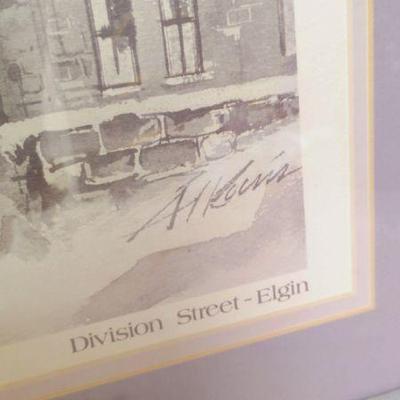 Division Street - Elgin